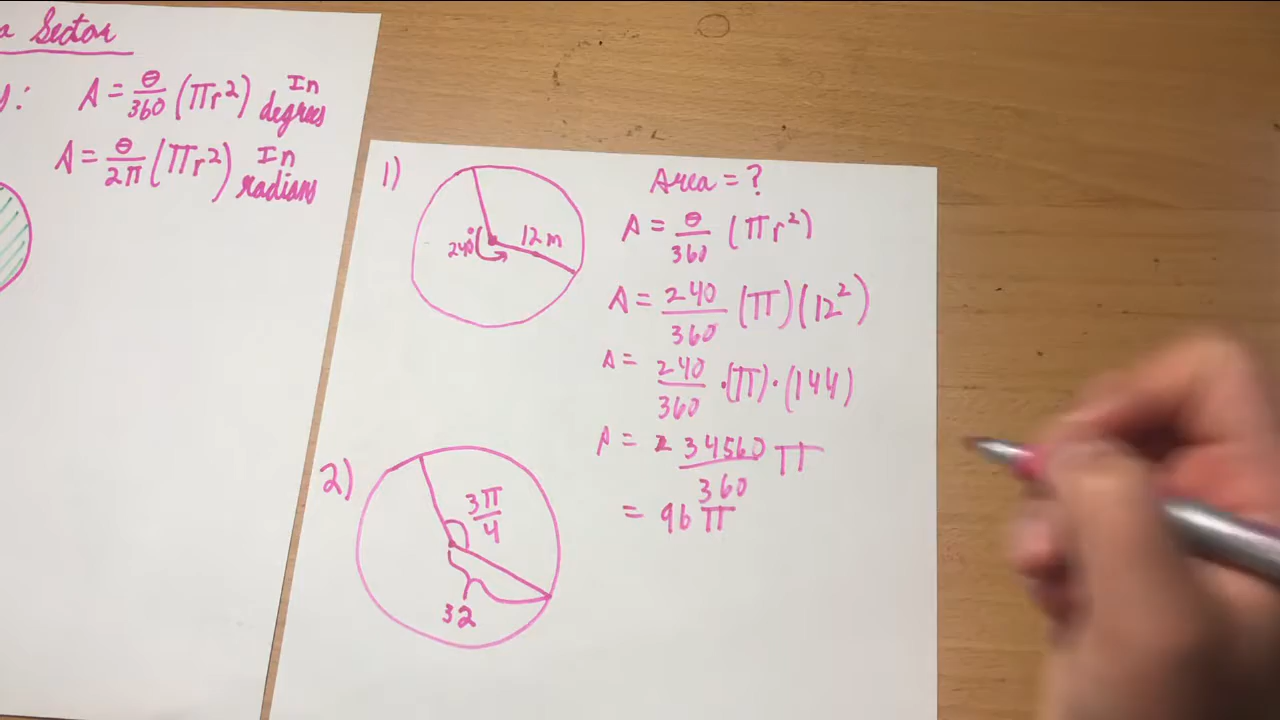 a Sector
A = θ/360 (πr²) In degrees
A = θ/2π (πr²) In radians
1)
240°
12 m
Area = ?
A = θ/360 (πr²)
A = 240/360 (π)(12²)
A = 240/360 ·(π)·(144)
A = 34560/360 π
= 96π
2)
3π/4
32